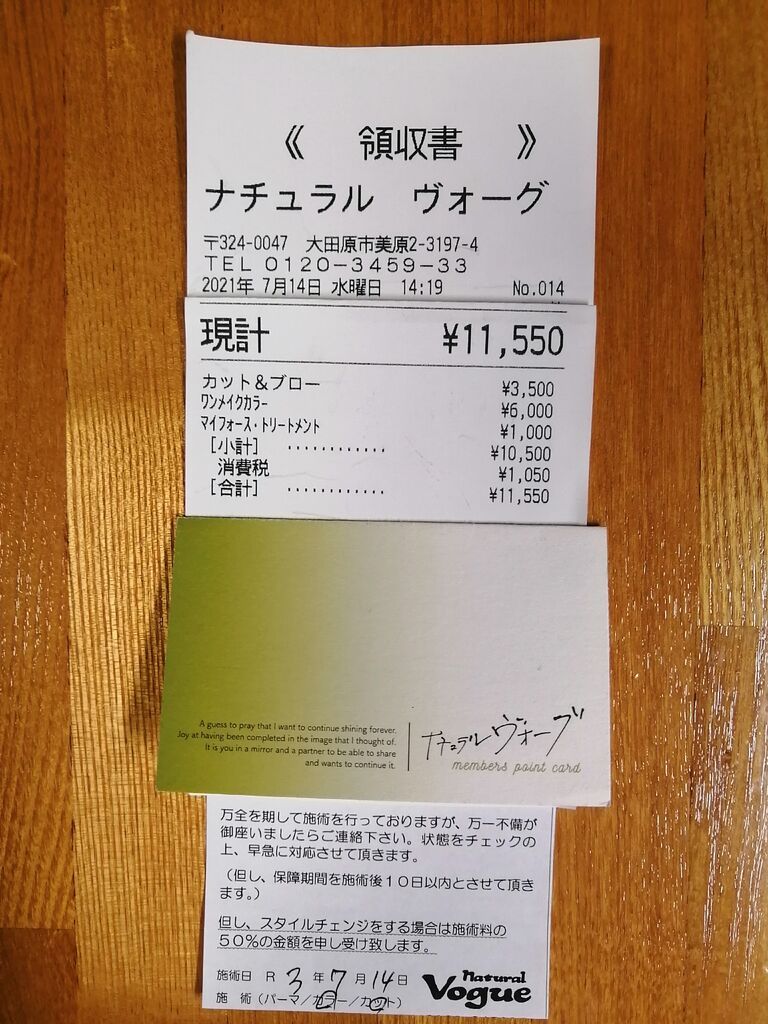 《 領収書 》
ナチュラル ヴォーグ
〒324-0047 大田原市美原2-3197-4
TEL 0120-3459-33
2021年 7月14日 水曜日 14:19 No.014
現計 ¥11,550
カット&ブロー ¥3,500
ワンメイクカラー ¥6,000
マイフォース・トリートメント ¥1,000
[小計] ............ ¥10,500
消費税 ¥1,050
[合計] ............ ¥11,550
A guess to pray that I want to continue shining forever.
Joy at having been completed in the image that I thought of.
It is you in a mirror and a partner to be able to share
and wants to continue it.
ナチュラル ヴォーグ
members point card
万全を期して施術を行っておりますが、万一不備が
御座いましたらご連絡下さい。状態をチェックの
上、早急に対応させて頂きます。
(但し、保障期間を施術後10日以内とさせて頂き
ます。)
但し、スタイルチェンジをする場合は施術料の
50%の金額を申し受け致します。
施術日 R 3 年 7 月 14 日
施 術 (パーマ/カラー/カット)
Natural
Vogue